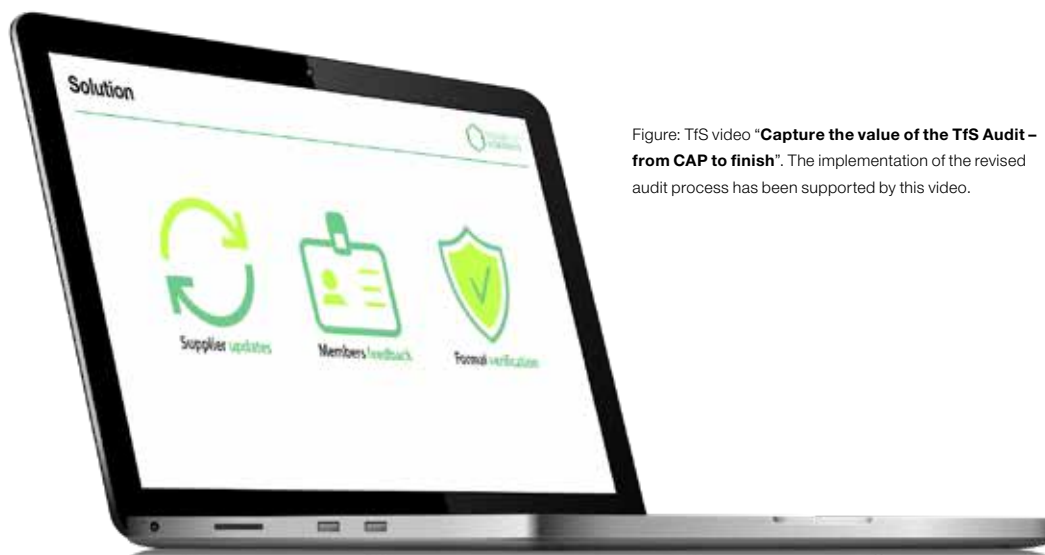 Solution
Supplier updates
Members feedback
Formal verification
Figure: TfS video “Capture the value of the TfS Audit –
from CAP to finish”. The implementation of the revised
audit process has been supported by this video.